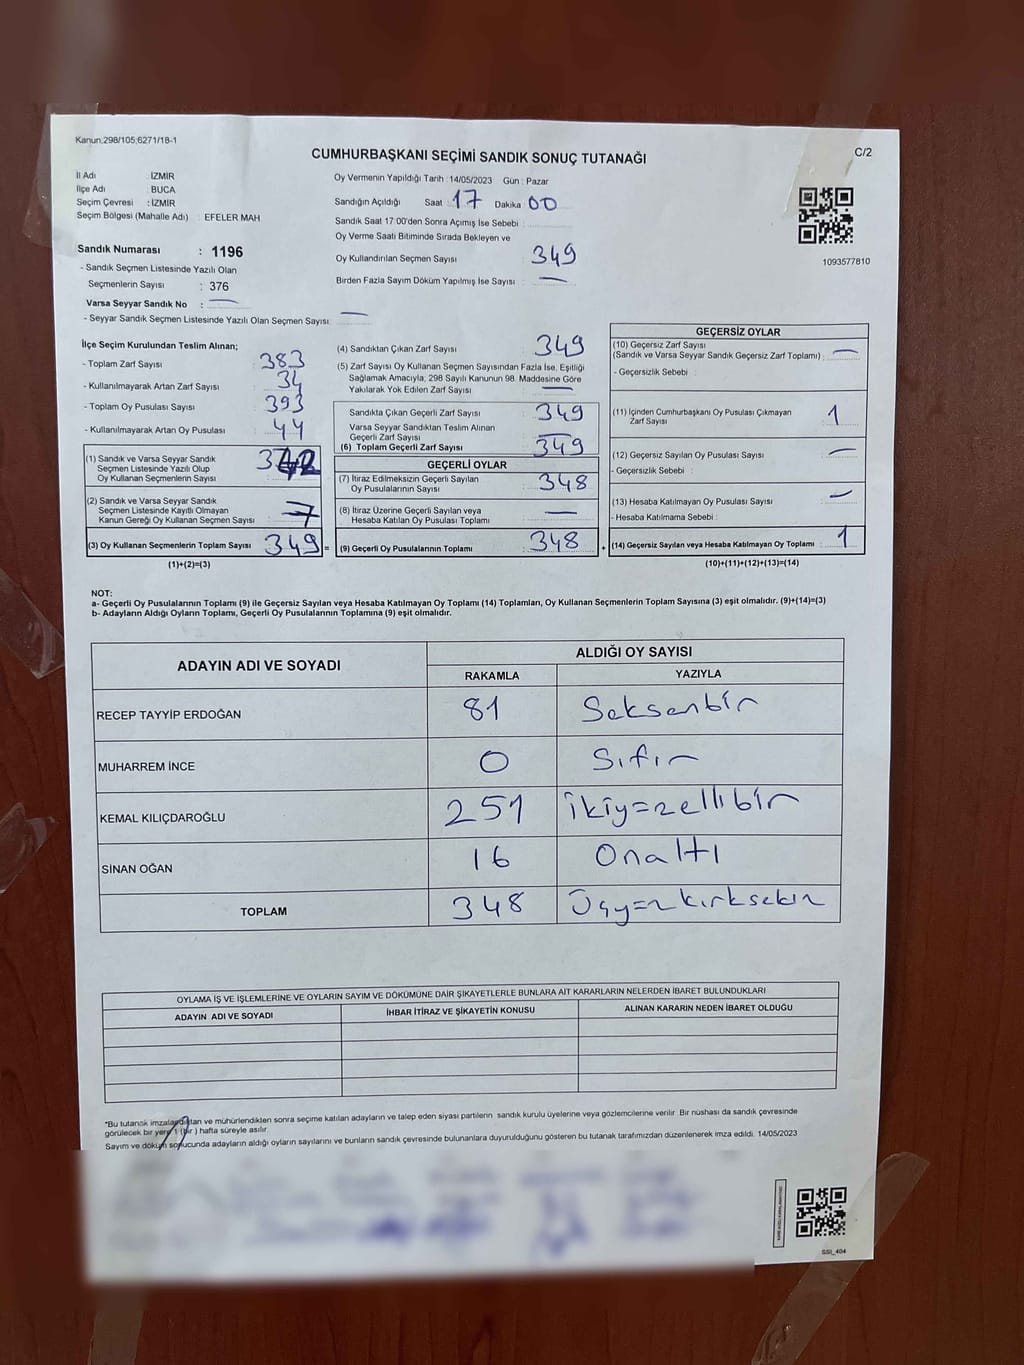 Kanun;298/105;6271/18-1
CUMHURBAŞKANI SEÇİMİ SANDIK SONUÇ TUTANAĞI
C/2
İl Adı : İZMİR
İlçe Adı : BUCA
Seçim Çevresi : İZMİR
Seçim Bölgesi (Mahalle Adı) : EFELER MAH
Sandık Numarası : 1196
- Sandık Seçmen Listesinde Yazılı Olan
Seçmenlerin Sayısı : 376
Varsa Seyyar Sandık No : —
- Seyyar Sandık Seçmen Listesinde Yazılı Olan Seçmen Sayısı : —
Oy Vermenin Yapıldığı Tarih : 14/05/2023 Gün : Pazar
Sandığın Açıldığı Saat : 17 Dakika 00
Sandık Saat 17:00'den Sonra Açımış İse Sebebi :
Oy Verme Saati Bitiminde Sırada Bekleyen ve
Oy Kullandırılan Seçmen Sayısı : 349
Birden Fazla Sayım Döküm Yapılmış İse Sayısı : —
1093577810
İlçe Seçim Kurulundan Teslim Alınan;
- Toplam Zarf Sayısı : 383
- Kullanılmayarak Artan Zarf Sayısı : 34
- Toplam Oy Pusulası Sayısı : 393
- Kullanılmayarak Artan Oy Pusulası : 44
(1) Sandık ve Varsa Seyyar Sandık
Seçmen Listesinde Yazılı Olup
Oy Kullanan Seçmenlerin Sayısı : 342
(2) Sandık ve Varsa Seyyar Sandık
Seçmen Listesinde Kayıtlı Olmayan
Kanun Gereği Oy Kullanan Seçmen Sayısı : 7
(3) Oy Kullanan Seçmenlerin Toplam Sayısı : 349 =
(1)+(2)=(3)
(4) Sandıktan Çıkan Zarf Sayısı : 349
(5) Zarf Sayısı Oy Kullanan Seçmen Sayısından Fazla İse, Eşitliği
Sağlamak Amacıyla, 298 Sayılı Kanunun 98. Maddesine Göre
Yakılarak Yok Edilen Zarf Sayısı : —
Sandıkta Çıkan Geçerli Zarf Sayısı : 349
Varsa Seyyar Sandıktan Teslim Alınan
Geçerli Zarf Sayısı : —
(6) Toplam Geçerli Zarf Sayısı : 349
GEÇERLİ OYLAR
(7) İtiraz Edilmeksizin Geçerli Sayılan
Oy Pusulalarının Sayısı : 348
(8) İtiraz Üzerine Geçerli Sayılan veya
Hesaba Katılan Oy Pusulası Toplamı : —
(9) Geçerli Oy Pusulalarının Toplamı : 348 +
GEÇERSİZ OYLAR
(10) Geçersiz Zarf Sayısı
(Sandık ve Varsa Seyyar Sandık Geçersiz Zarf Toplamı) : —
- Geçersizlik Sebebi :
(11) İçinden Cumhurbaşkanı Oy Pusulası Çıkmayan
Zarf Sayısı : 1
(12) Geçersiz Sayılan Oy Pusulası Sayısı : —
- Geçersizlik Sebebi :
(13) Hesaba Katılmayan Oy Pusulası Sayısı : —
- Hesaba Katılmama Sebebi :
(14) Geçersiz Sayılan veya Hesaba Katılmayan Oy Toplamı : 1
(10)+(11)+(12)+(13)=(14)
NOT:
a- Geçerli Oy Pusulalarının Toplamı (9) ile Geçersiz Sayılan veya Hesaba Katılmayan Oy Toplamı (14) Toplamları, Oy Kullanan Seçmenlerin Toplam Sayısına (3) eşit olmalıdır. (9)+(14)=(3)
b- Adayların Aldığı Oyların Toplamı, Geçerli Oy Pusulalarının Toplamına (9) eşit olmalıdır.
ADAYIN ADI VE SOYADI ALDIĞI OY SAYISI
RAKAMLA YAZIYLA
RECEP TAYYİP ERDOĞAN 81 Seksenbir
MUHARREM İNCE 0 Sıfır
KEMAL KILIÇDAROĞLU 251 ikiyüzellibir
SİNAN OĞAN 16 Onaltı
TOPLAM 348 Üçyüzkırksekiz
OYLAMA İŞ VE İŞLEMLERİNE VE OYLARIN SAYIM VE DÖKÜMÜNE DAİR ŞİKAYETLERLE BUNLARA AİT KARARLARIN NELERDEN İBARET BULUNDUKLARI
ADAYIN ADI VE SOYADI İHBAR İTİRAZ VE ŞİKAYETİN KONUSU ALINAN KARARIN NEDEN İBARET OLDUĞU
*Bu tutanak imzalandıktan ve mühürlendikten sonra seçime katılan adayların ve talep eden siyasi partilerin sandık kurulu üyelerine veya gözlemcilerine verilir. Bir nüshası da sandık çevresinde
görülecek bir yere 1 (bir ) hafta süreyle asılır.
Sayım ve döküm sonucunda adayların aldığı oyların sayılarını ve bunların sandık çevresinde bulunanlara duyurulduğunu gösteren bu tutanak tarafımızdan düzenlenerek imza edildi. 14/05/2023
SSI_404